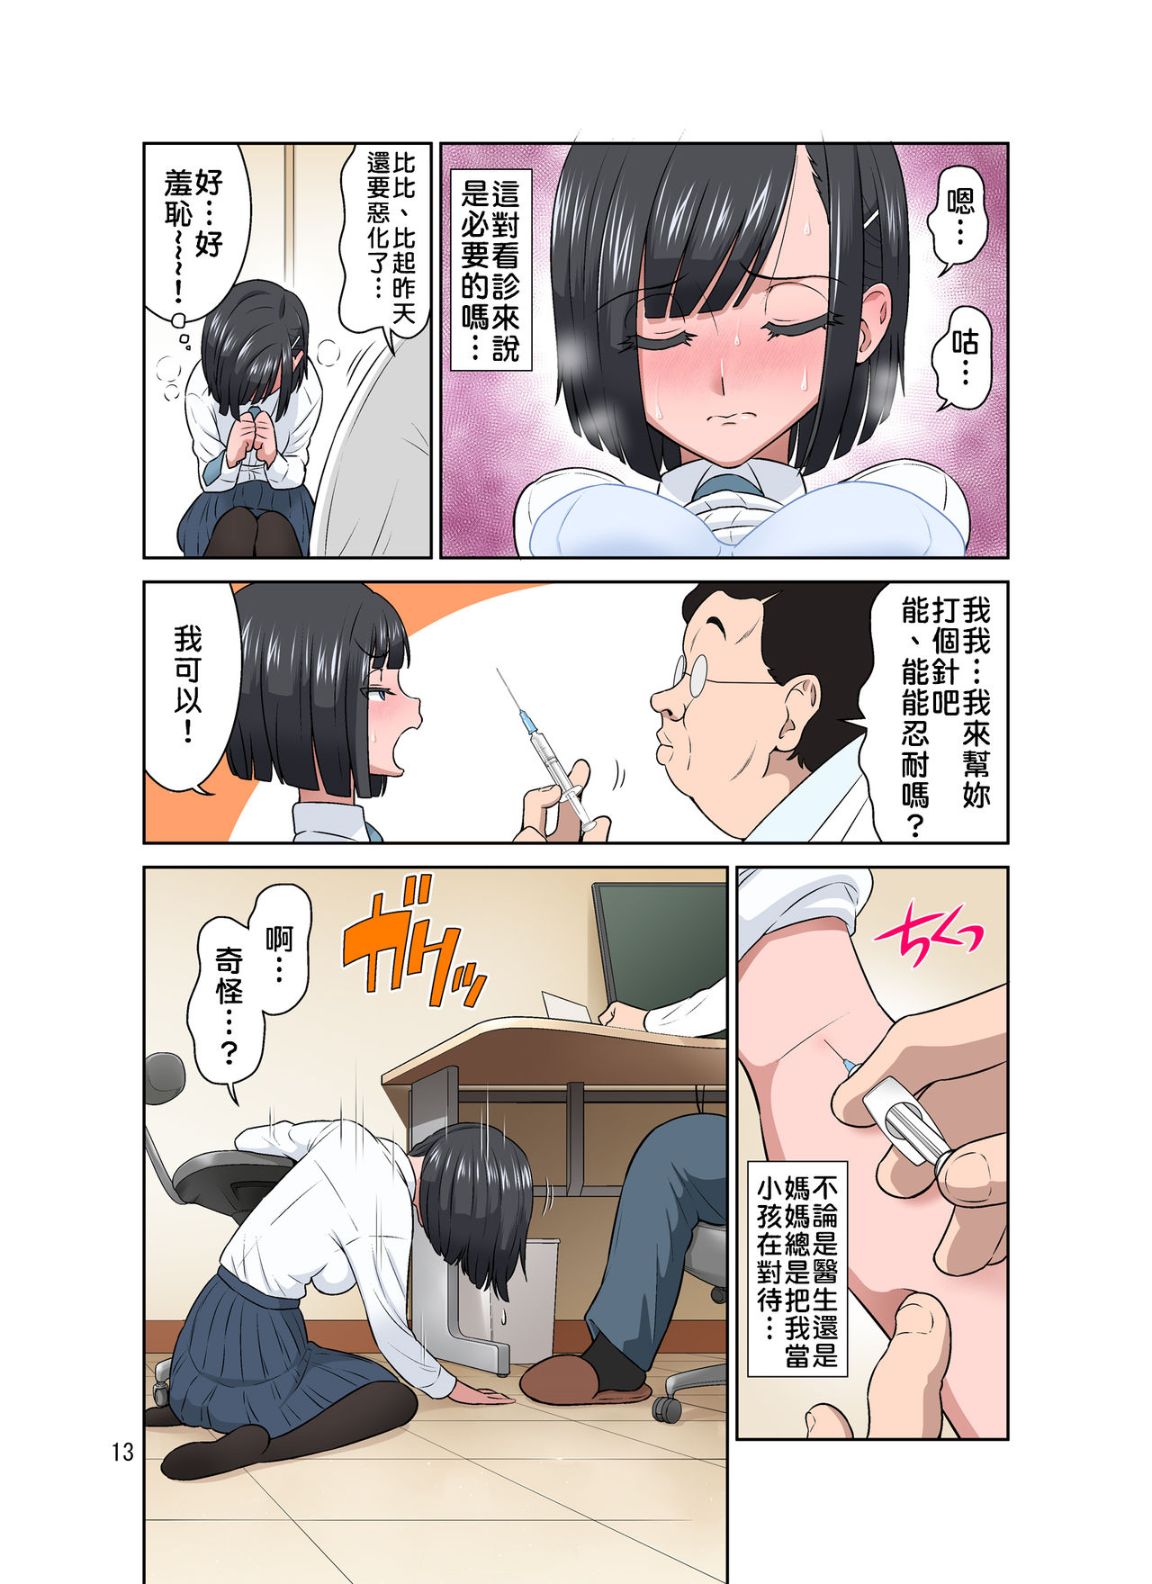 嗯…
咕…
這對看診來說
是必要的嗎…
比比、比起昨天
還要惡化了…
好…好
羞恥~~~!
我我…我來幫妳
打個針吧
能、能能忍耐嗎?
我可以!
ちくっ
不論是醫生還是
媽媽總是把我當
小孩在對待…
ガクッ
啊…
奇怪…?
13